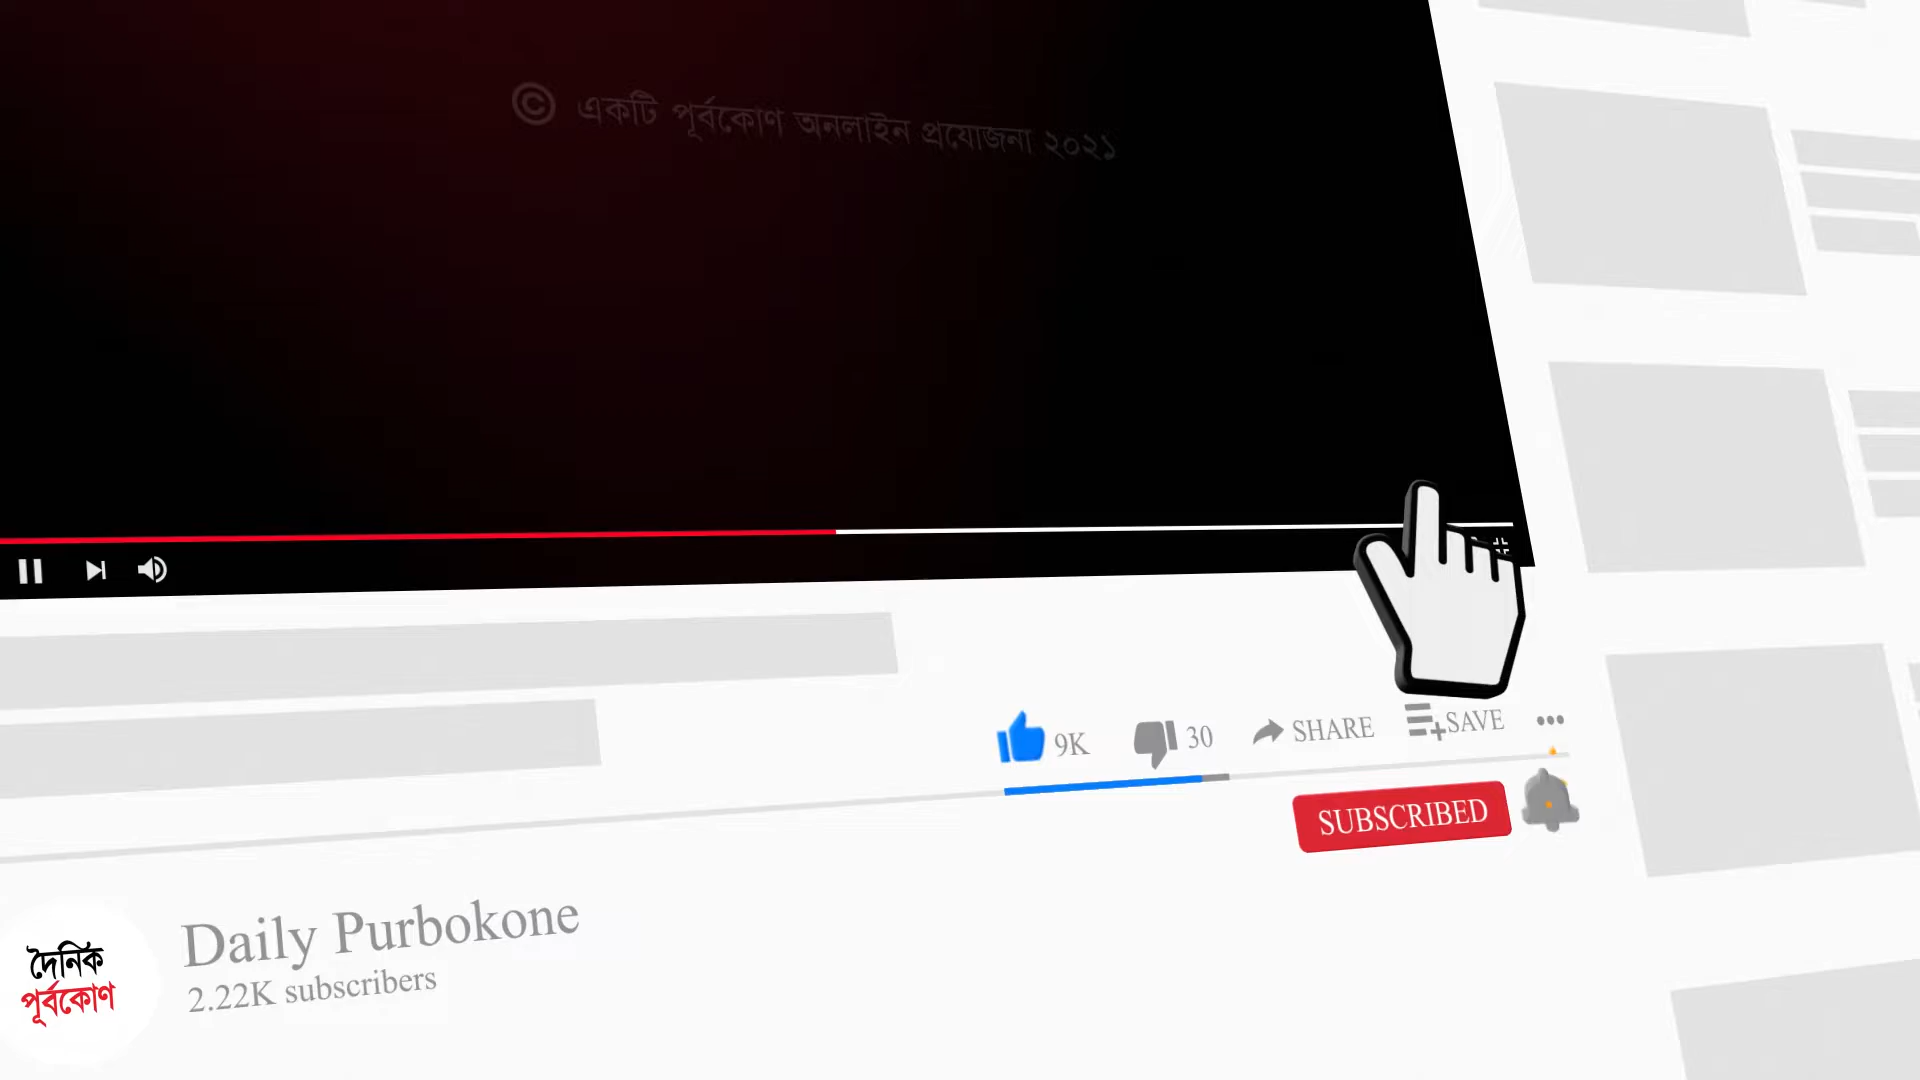 © একটি পূর্বকোণ অনলাইন প্রযোজনা ২০২১
9K
30
SHARE
SAVE
SUBSCRIBED
Daily Purbokone
2.22K subscribers
দৈনিক
পূর্বকোণ